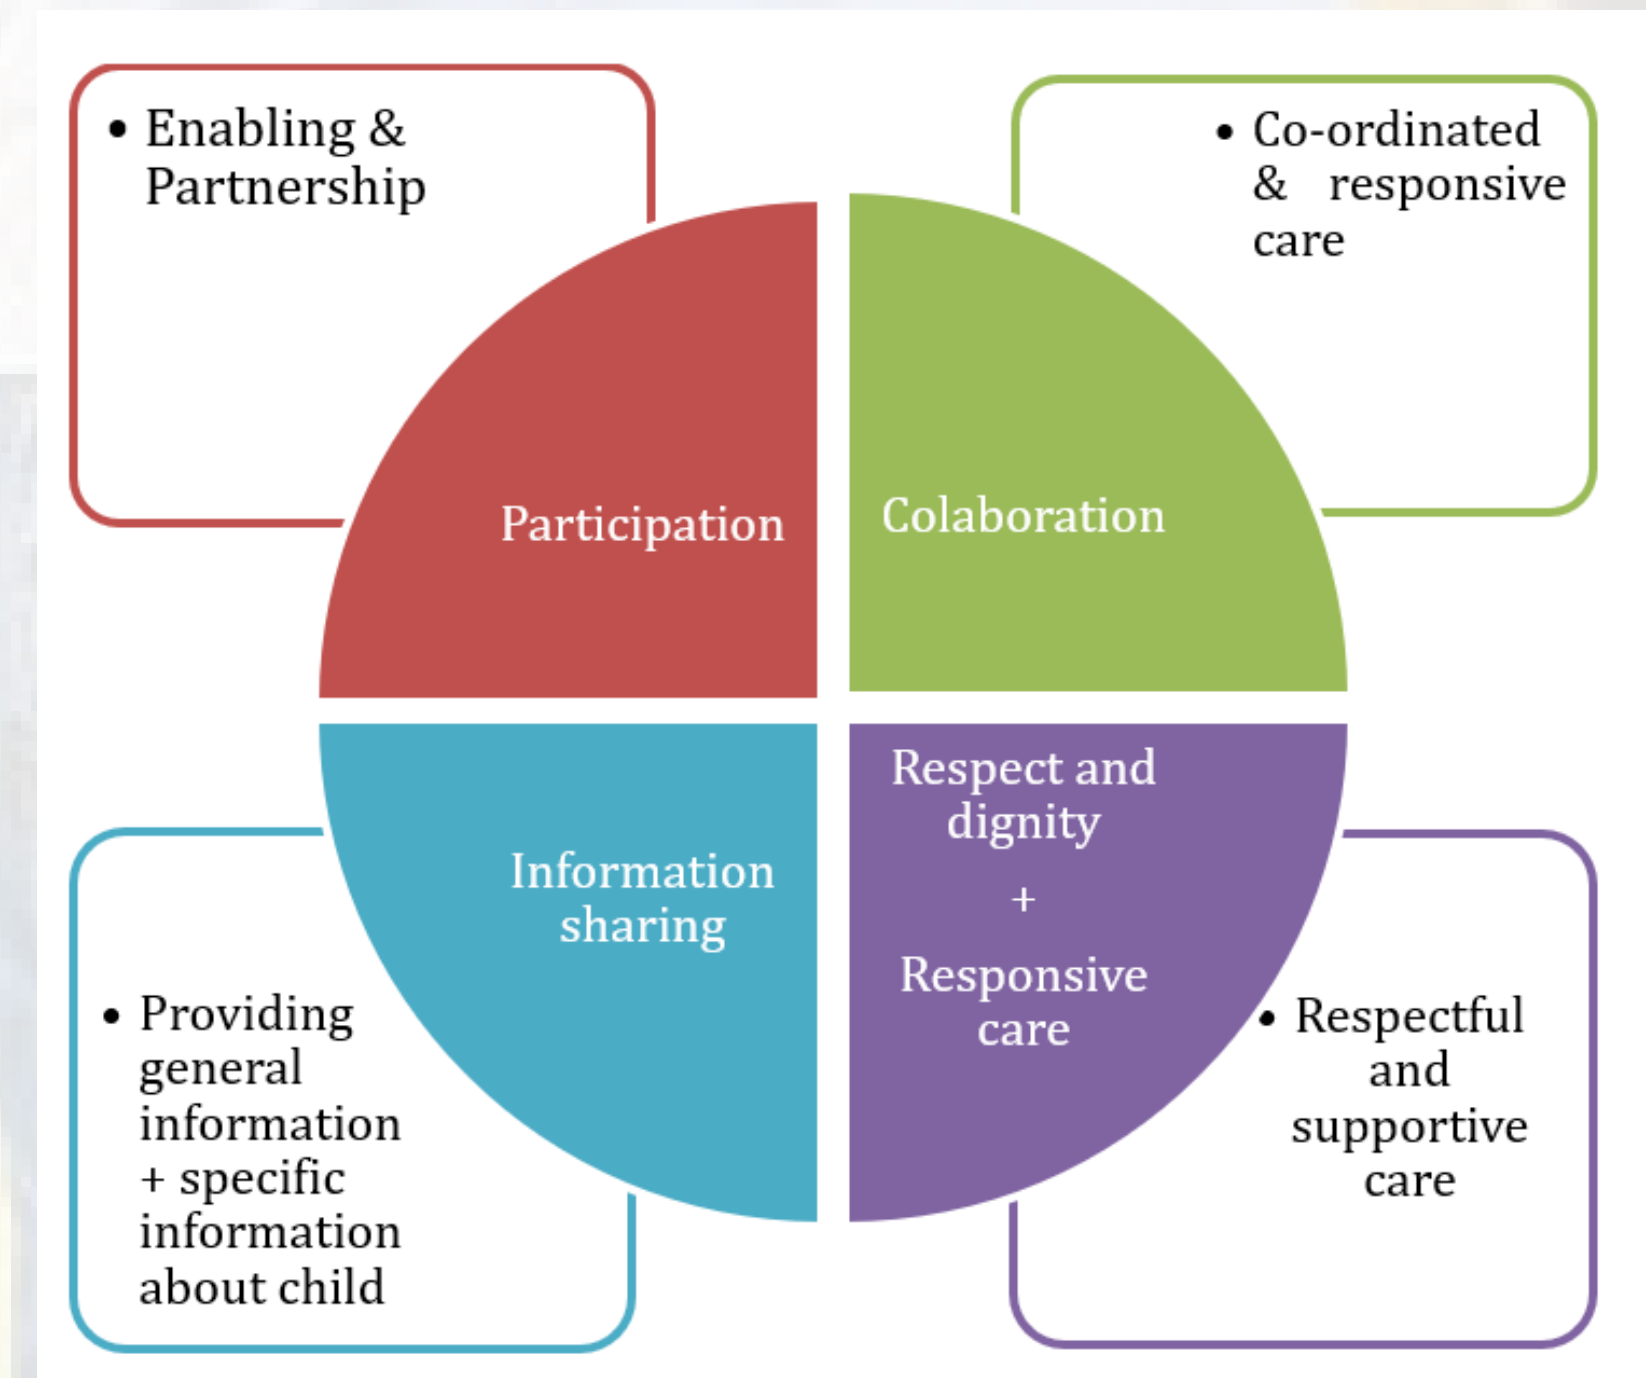 • Enabling &
Partnership
• Co-ordinated
& responsive
care
Participation
Colaboration
Information
sharing
Respect and
dignity
+
Responsive
care
• Providing
general
information
+ specific
information
about child
• Respectful
and
supportive
care